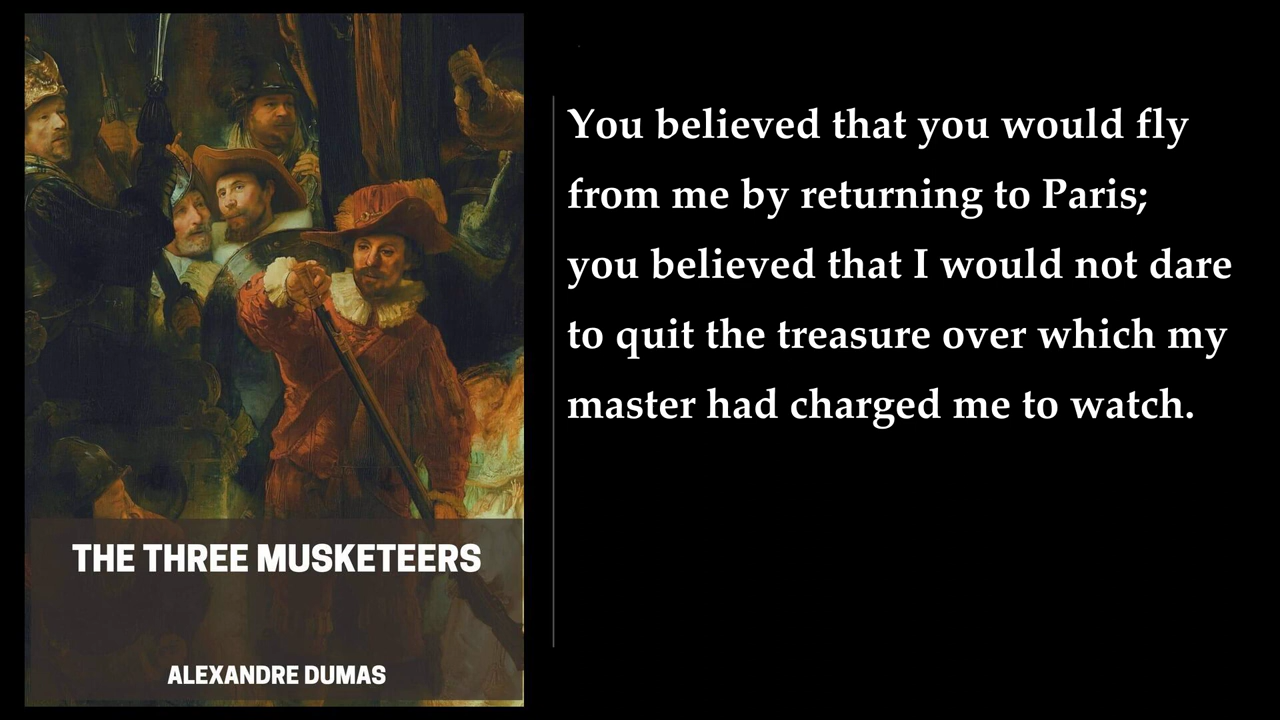 You believed that you would fly
from me by returning to Paris;
you believed that I would not dare
to quit the treasure over which my
master had charged me to watch.
THE THREE MUSKETEERS
ALEXANDRE DUMAS